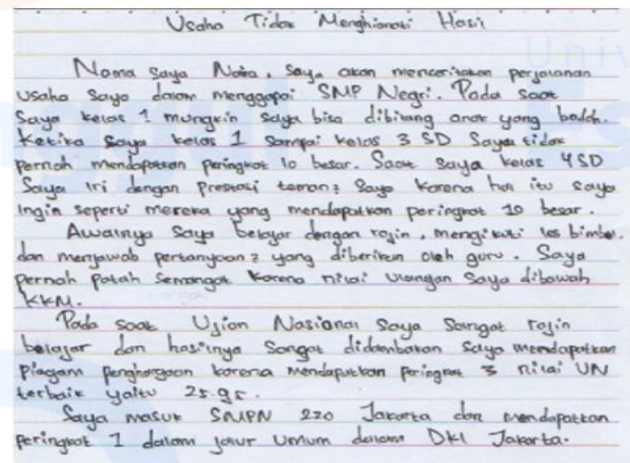 Usaha Tidak Menghianati Hasil
Nama saya Naira, saya akan menceritakan perjalanan
usaha saya dalam menggapai SMP Negri. Pada saat
saya kelas 1 mungkin saya bisa dibilang anak yang bodoh.
Ketika saya kelas 1 sampai kelas 3 SD saya tidak
pernah mendapatkan peringkat 10 besar. Saat saya kelas 4 SD
saya iri dengan prestasi teman2 saya karena hal itu saya
ingin seperti mereka yang mendapatkan peringkat 10 besar.
Awalnya saya belajar dengan rajin, mengikuti les bimbel.
dan menjawab pertanyaan2 yang diberikan oleh guru. Saya
pernah patah semangat karena nilai ulangan saya dibawah
KKM.
Pada saat Ujian Nasional saya sangat rajin
belajar dan hasilnya sangat didambakan saya mendapatkan
piagam penghargaan karena mendapatkan peringkat 3 nilai UN
terbaik yaitu 25.95.
Saya masuk SMPN 220 Jakarta dan mendapatkan
peringkat 1 dalam jalur umum dalam DKI Jakarta.